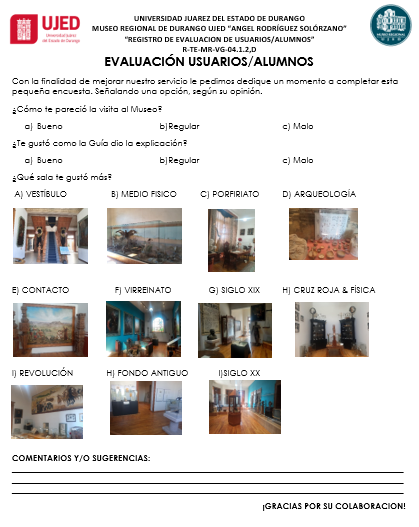 UJED
Universidad Juárez
del Estado de Durango
UNIVERSIDAD JUAREZ DEL ESTADO DE DURANGO
MUSEO REGIONAL DE DURANGO UJED "ANGEL RODRÍGUEZ SOLÓRZANO"
"REGISTRO DE EVALUACION DE USUARIOS/ALUMNOS"
R-TE-MR-VG-04.1.2,D
EVALUACIÓN USUARIOS/ALUMNOS
Con la finalidad de mejorar nuestro servicio le pedimos dedique un momento a completar esta
pequeña encuesta. Señalando una opción, según su opinión.
¿Cómo te pareció la visita al Museo?
a) Bueno b)Regular c) Malo
¿Te gustó como la Guía dio la explicación?
a) Bueno b)Regular c) Malo
¿Qué sala te gustó más?
A) VESTÍBULO B) MEDIO FISICO C) PORFIRIATO D) ARQUEOLOGÍA
E) CONTACTO F) VIRREINATO G) SIGLO XIX H) CRUZ ROJA & FÍSICA
I) REVOLUCIÓN H) FONDO ANTIGUO I)SIGLO XX
COMENTARIOS Y/O SUGERENCIAS:
¡GRACIAS POR SU COLABORACION!